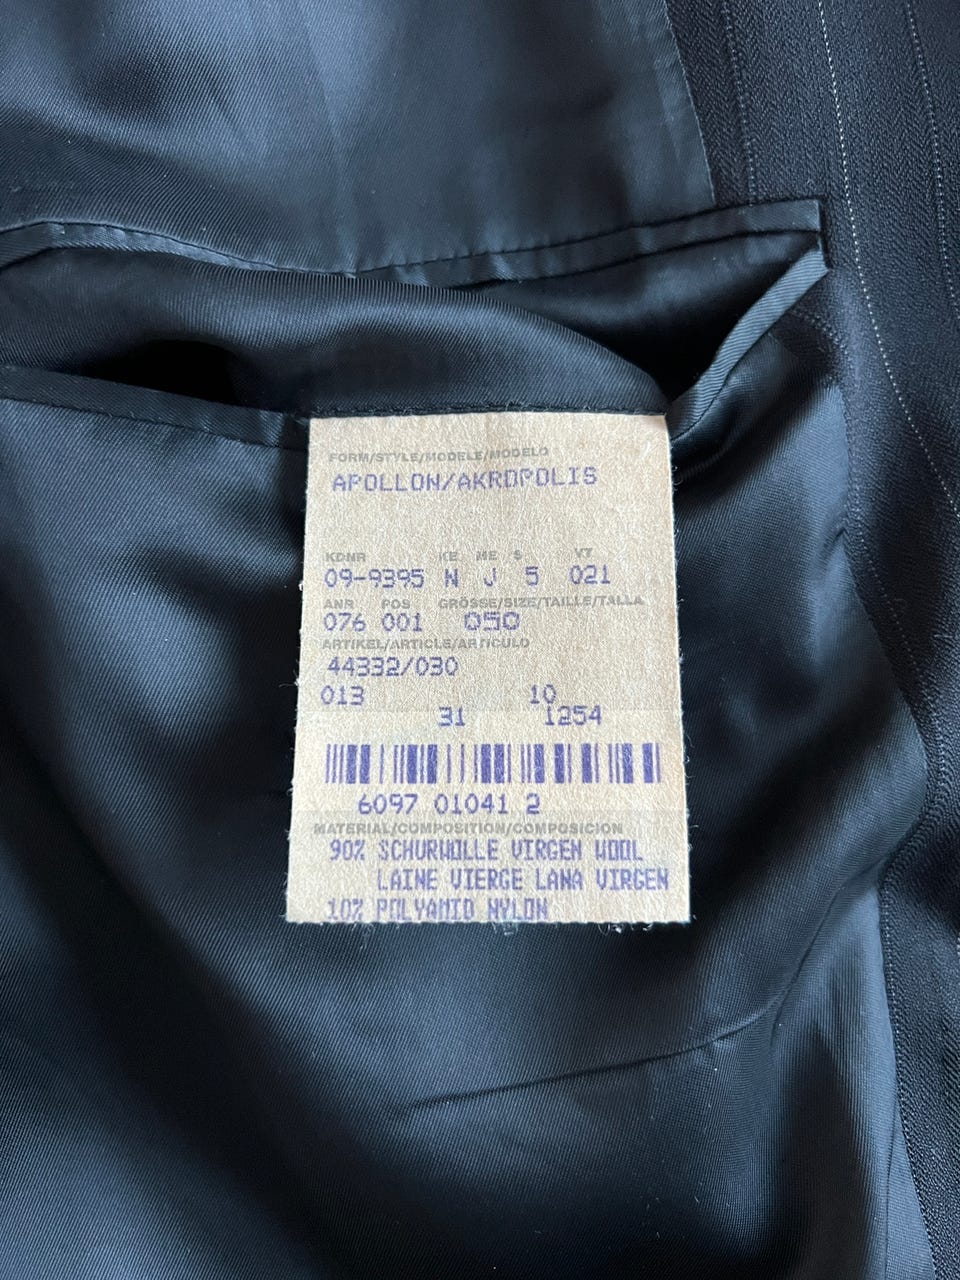 FORM/STYLE/MODELE/MODELO
APOLLON/AKROPOLIS
KDNR KE ME S VT
09-9395 N J 5 021
ANR POS GRÖSSE/SIZE/TAILLE/TALLA
076 001 050
ARTIKEL/ARTICLE/ARTICULO
44332/030
013 10
31 1254
6097 01041 2
MATERIAL/COMPOSITION/COMPOSICION
90% SCHURWOLLE VIRGEN WOOL
LAINE VIERGE LANA VIRGEN
10% POLYAMID NYLON